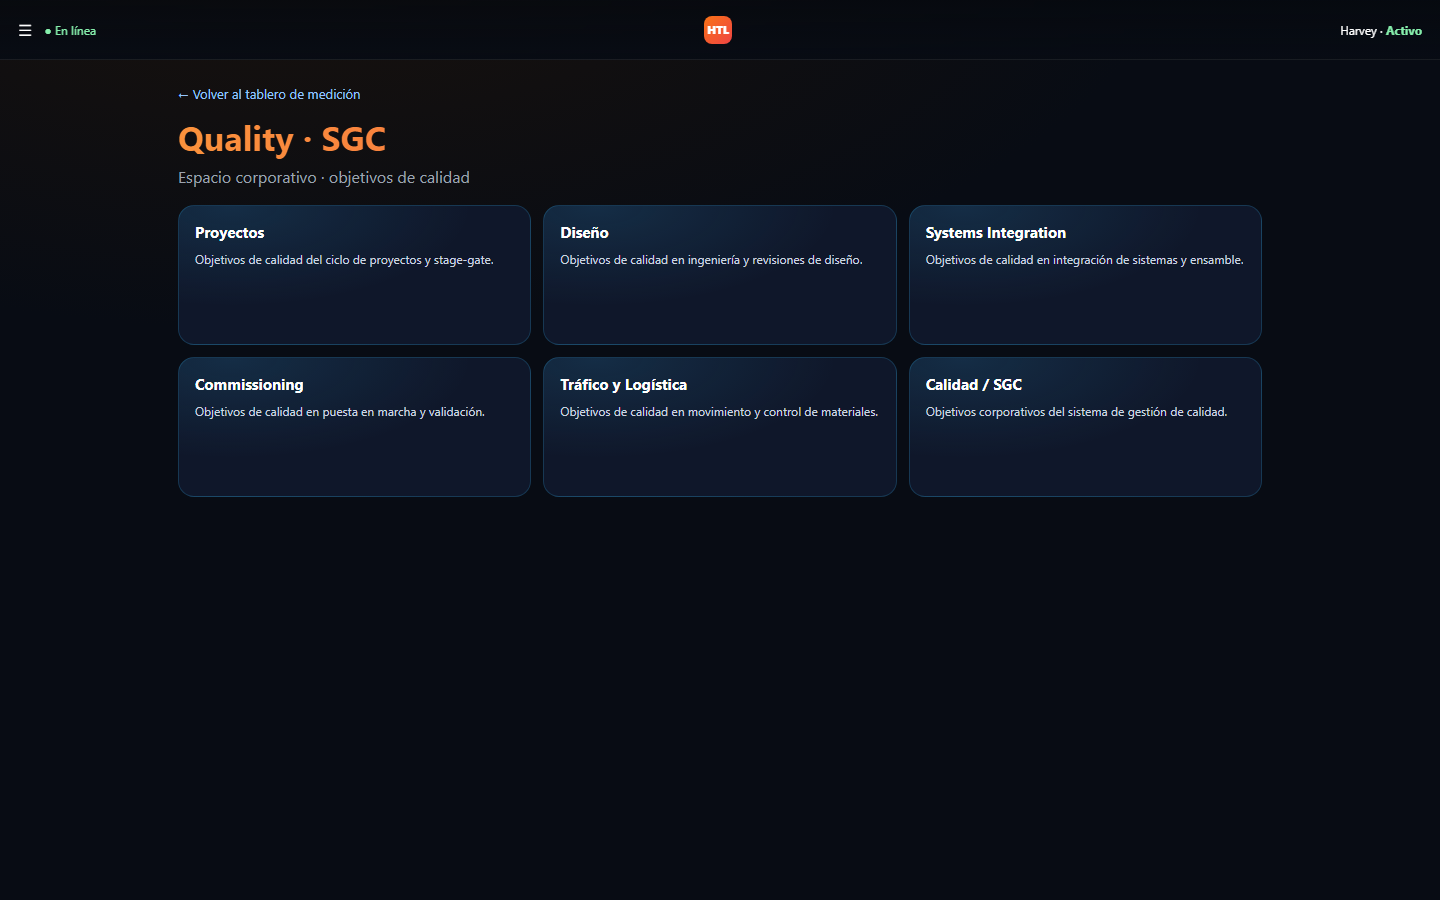 ☰ ● En línea
HTL
Harvey · Activo
← Volver al tablero de medición
Quality · SGC
Espacio corporativo · objetivos de calidad
Proyectos
Objetivos de calidad del ciclo de proyectos y stage-gate.
Diseño
Objetivos de calidad en ingeniería y revisiones de diseño.
Systems Integration
Objetivos de calidad en integración de sistemas y ensamble.
Commissioning
Objetivos de calidad en puesta en marcha y validación.
Tráfico y Logística
Objetivos de calidad en movimiento y control de materiales.
Calidad / SGC
Objetivos corporativos del sistema de gestión de calidad.